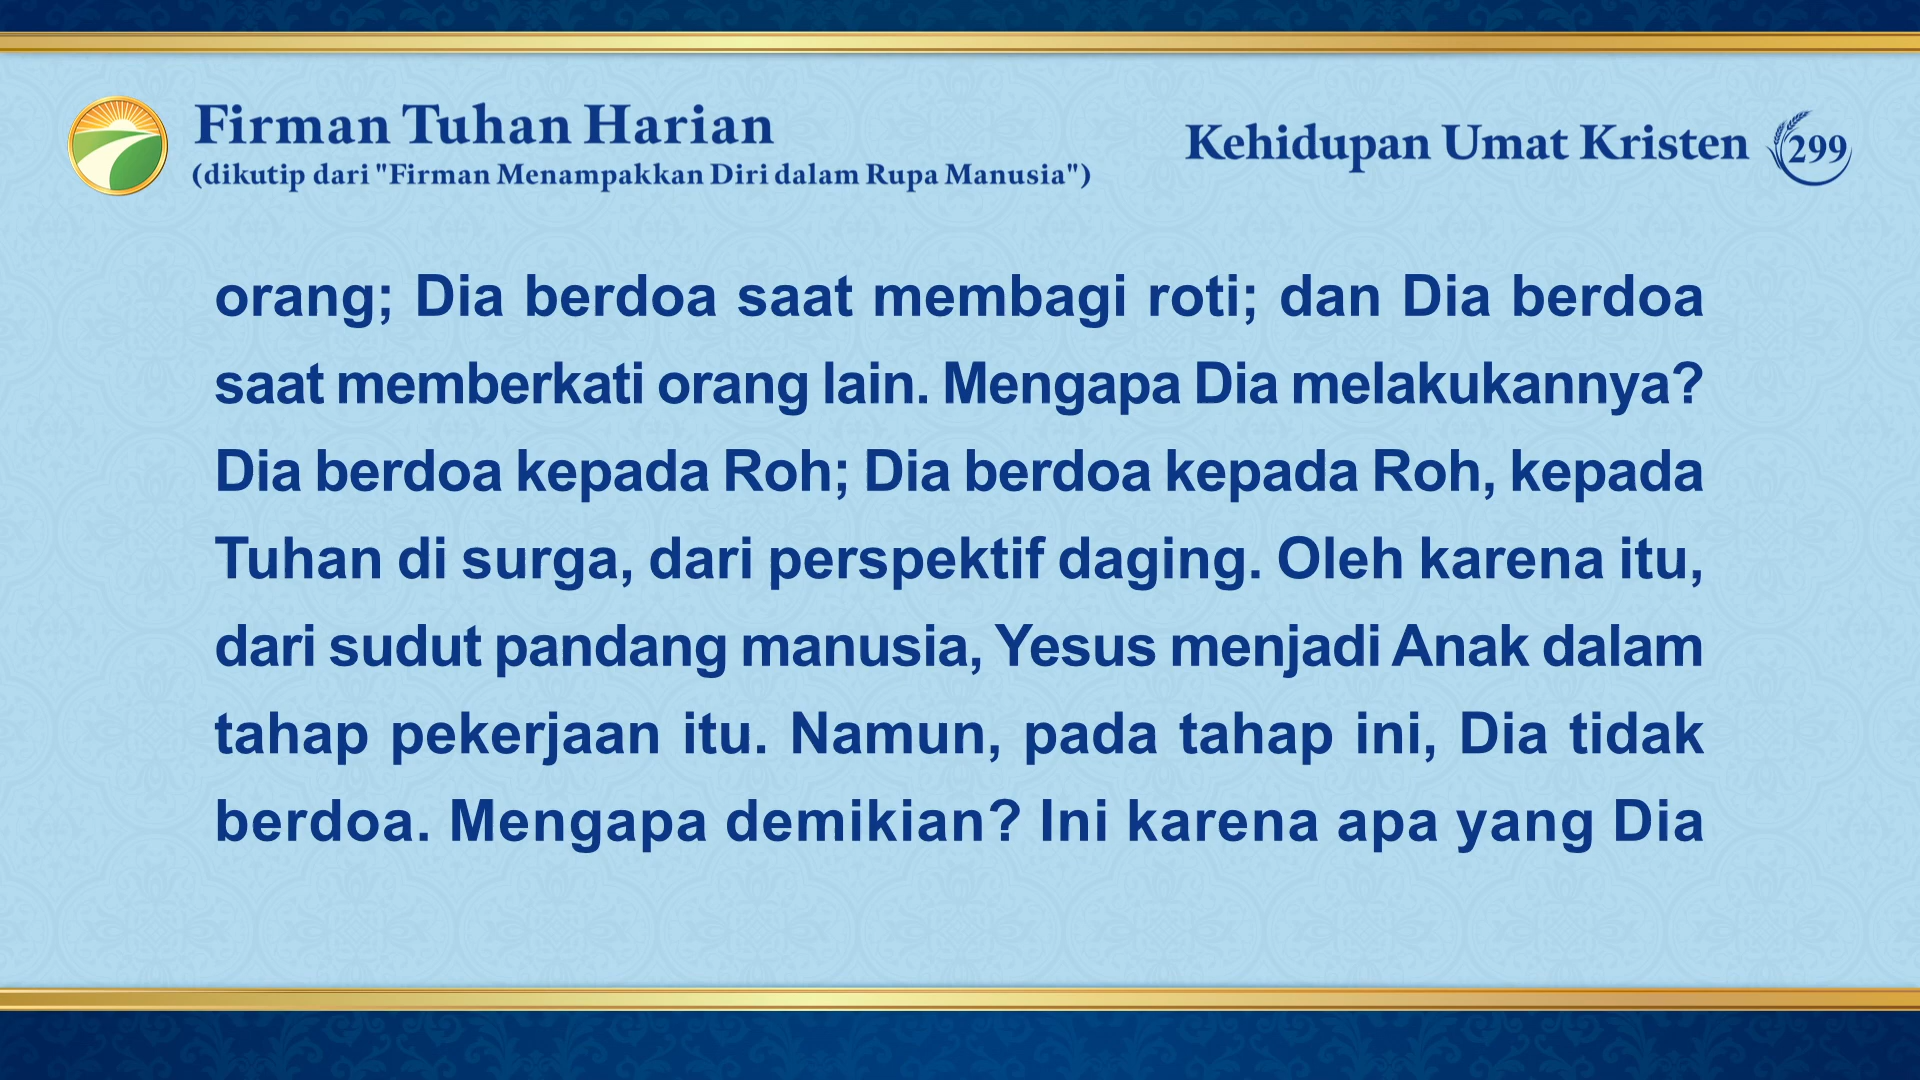 Firman Tuhan Harian
(dikutip dari "Firman Menampakkan Diri dalam Rupa Manusia")
Kehidupan Umat Kristen 299
orang; Dia berdoa saat membagi roti; dan Dia berdoa
saat memberkati orang lain. Mengapa Dia melakukannya?
Dia berdoa kepada Roh; Dia berdoa kepada Roh, kepada
Tuhan di surga, dari perspektif daging. Oleh karena itu,
dari sudut pandang manusia, Yesus menjadi Anak dalam
tahap pekerjaan itu. Namun, pada tahap ini, Dia tidak
berdoa. Mengapa demikian? Ini karena apa yang Dia